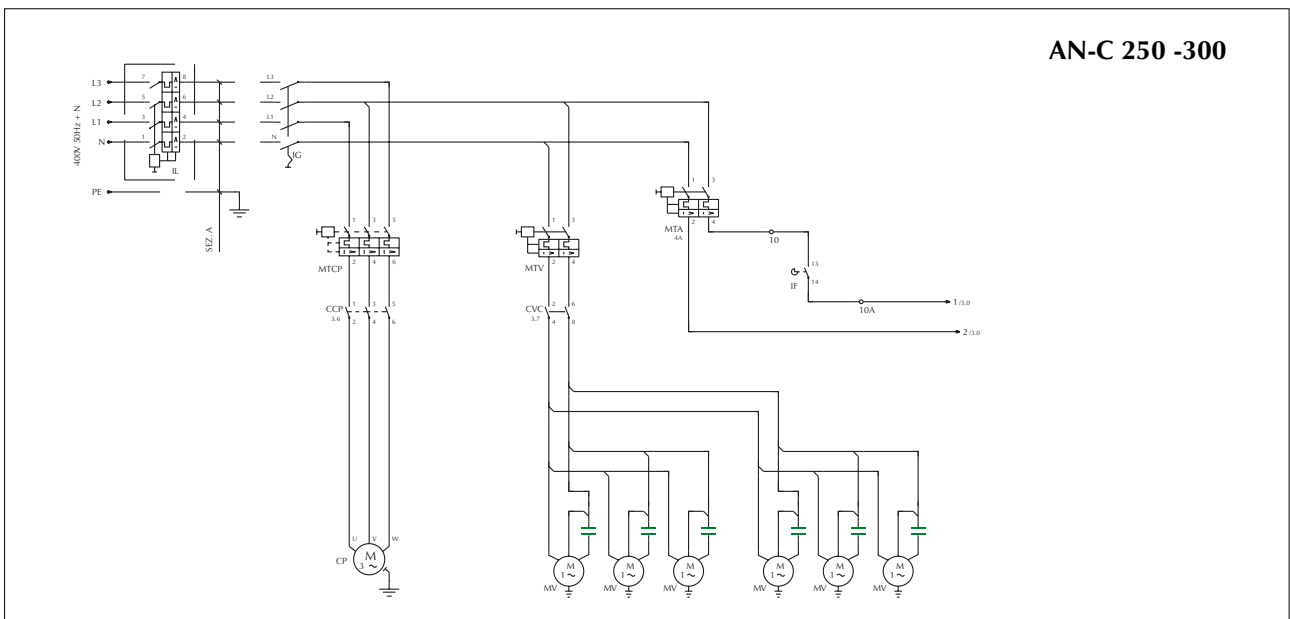 AN-C 250 -300
400V 50Hz + N
L3 7 8 L3
L2 5 6 L2
L1 3 4 L1
N 1 2 N
IL
IG
PE
SEZ. A
1 3 5
MTCP
2 4 6
1 3
MTV
2 4
1 3
MTA
4A
2 4
10
13
IF
14
10A
1 /3.0
2 /3.0
CCP
3.6
1 3 5
2 4 6
CVC
3.7
2 6
4 8
U V W
CP
M
3 ~
M M M M M M
1 ~ 1 ~ 1 ~ 1 ~ 1 ~ 1 ~
MV MV MV MV MV MV